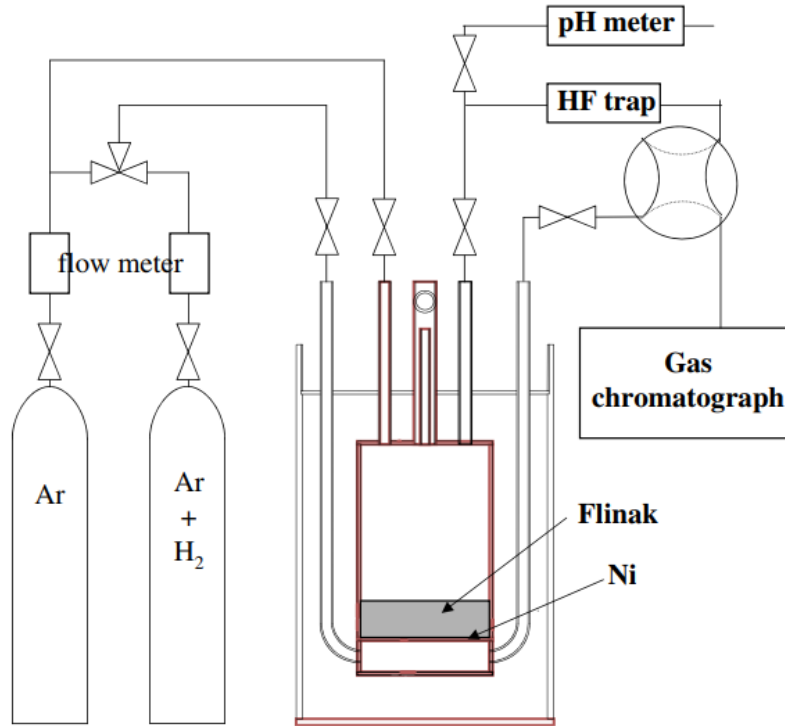 pH meter
HF trap
flow meter
Gas
chromatograph
Ar
Ar
+
H₂
Flinak
Ni